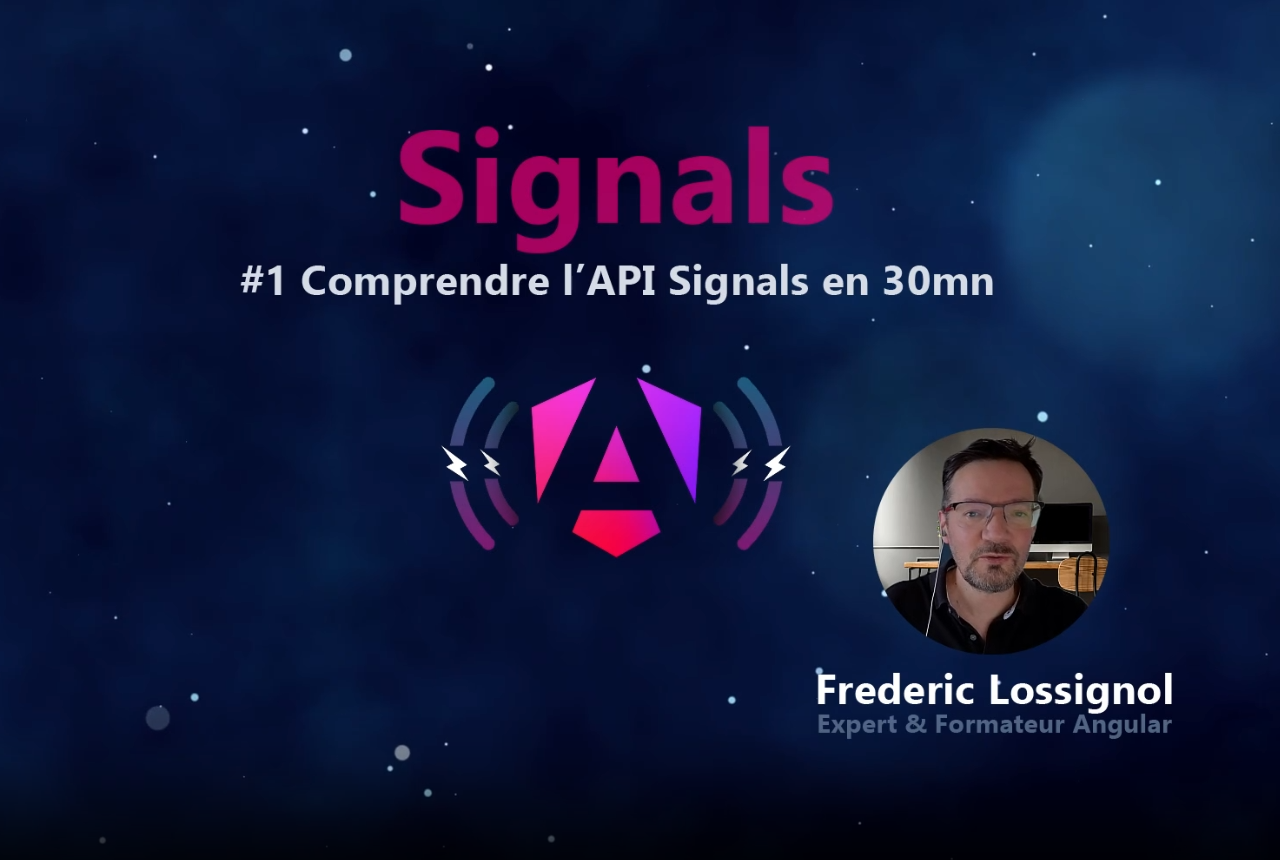 Signals
#1 Comprendre l´API Signals en 30mn
Frederic Lossignol
Expert & Formateur Angular